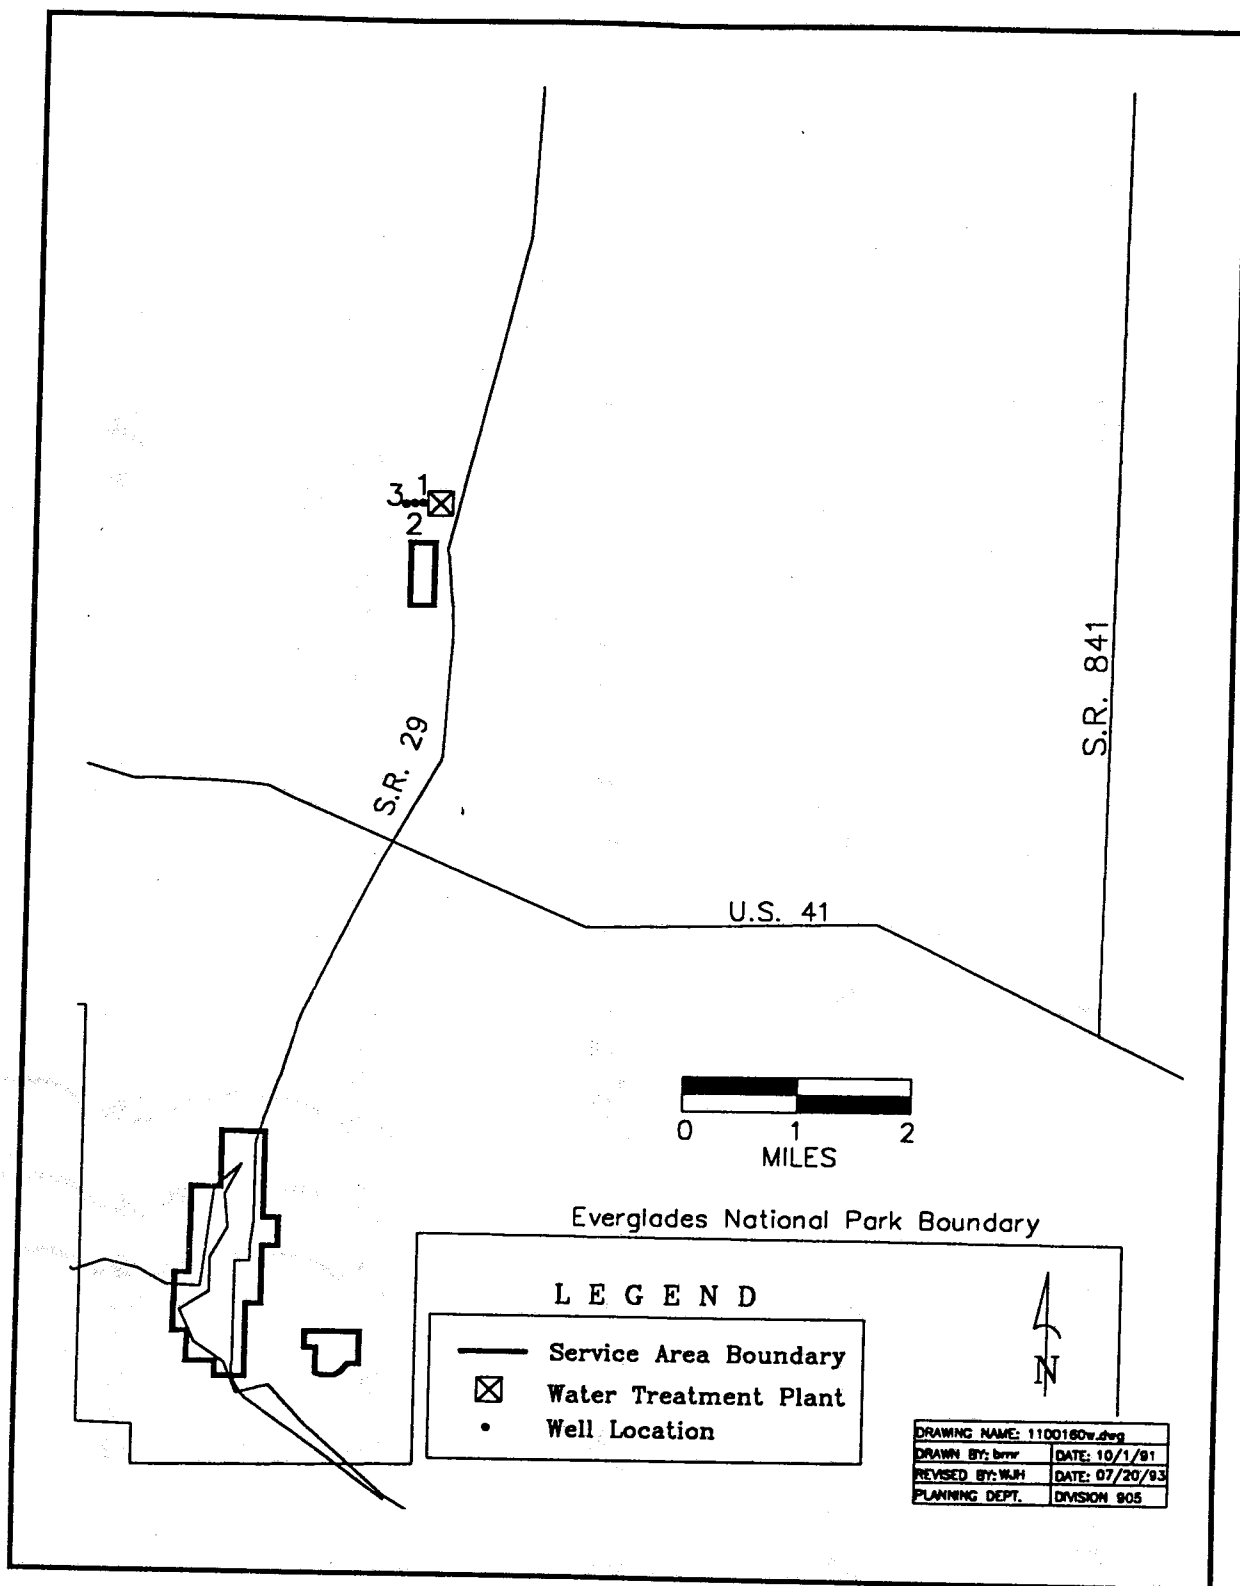 1
3
2
S.R. 841
S.R. 29
U.S. 41
0 1 2
MILES
Everglades National Park Boundary
LEGEND
Service Area Boundary
Water Treatment Plant
Well Location
N
DRAWING NAME: 1100160w.dwg
DRAWN BY: bmr DATE: 10/1/91
REVISED BY: WJH DATE: 07/20/93
PLANNING DEPT. DIVISION 905